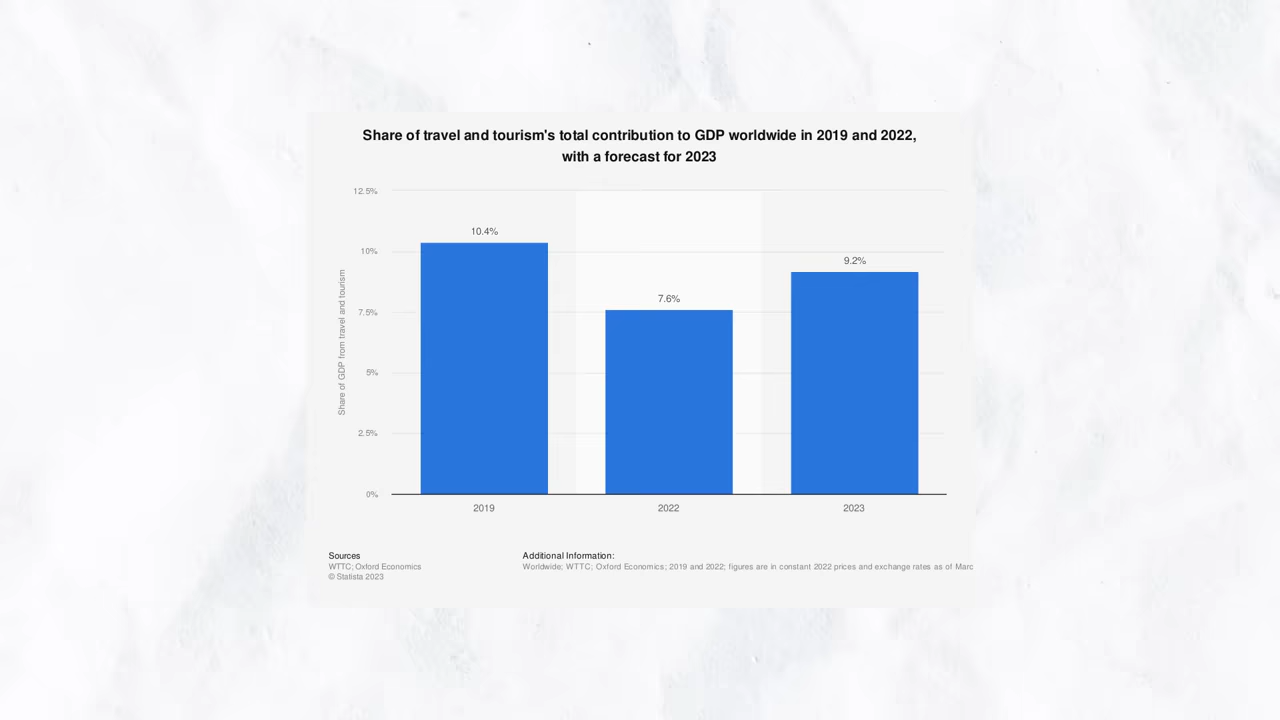 Share of travel and tourism's total contribution to GDP worldwide in 2019 and 2022,
with a forecast for 2023
12.5%
10%
7.5%
5%
2.5%
0%
Share of GDP from travel and tourism
10.4%
7.6%
9.2%
2019
2022
2023
Sources
WTTC; Oxford Economics
© Statista 2023
Additional Information:
Worldwide; WTTC; Oxford Economics; 2019 and 2022; figures are in constant 2022 prices and exchange rates as of Marc